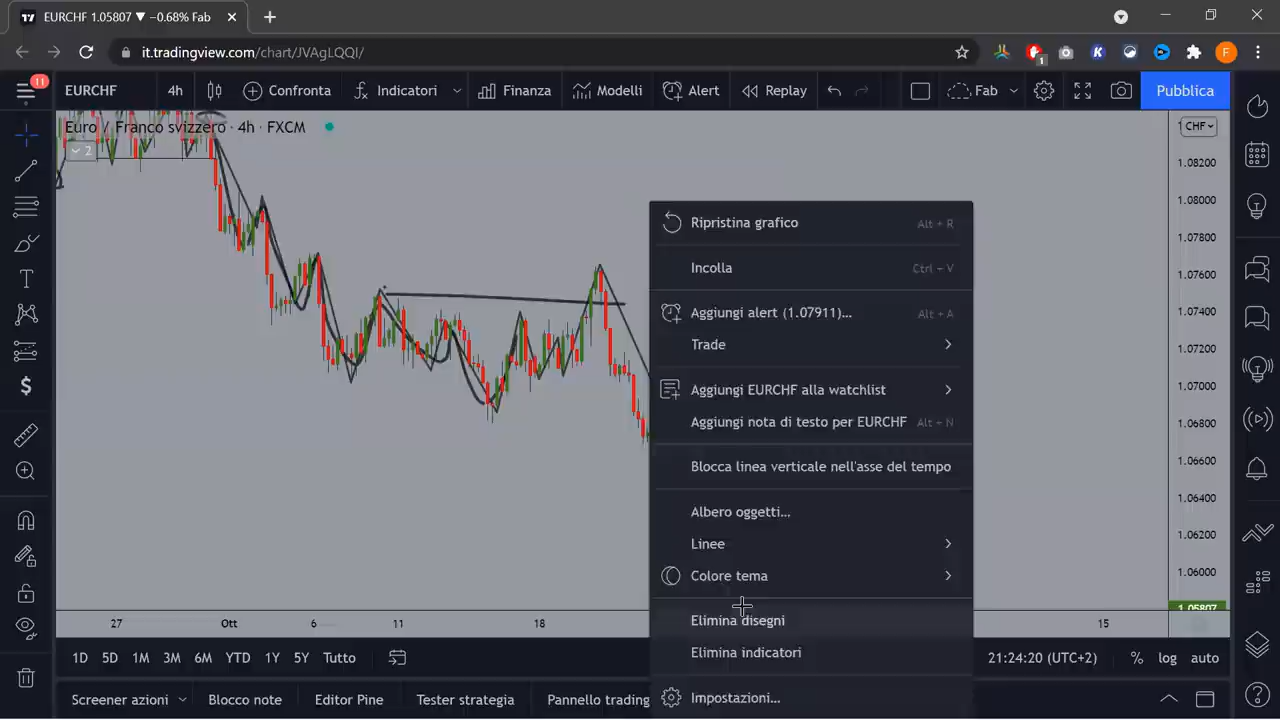 EURCHF 1.05807 ▼ −0.68% Fab
it.tradingview.com/chart/JVAgLQQI/
1
F
11
EURCHF
4h
Confronta
Indicatori
Finanza
Modelli
Alert
Replay
Fab
Pubblica
Euro / Franco svizzero · 4h · FXCM
2
CHF
1.08200
1.08000
1.07800
1.07600
1.07400
1.07200
1.07000
1.06800
1.06600
1.06400
1.06200
1.06000
1.05807
Ripristina grafico Alt + R
Incolla Ctrl + V
Aggiungi alert (1.07911)... Alt + A
Trade
Aggiungi EURCHF alla watchlist
Aggiungi nota di testo per EURCHF Alt + N
Blocca linea verticale nell'asse del tempo
Albero oggetti...
Linee
Colore tema
Elimina disegni
Elimina indicatori
Impostazioni...
27 Ott 6 11 18 15
1D 5D 1M 3M 6M YTD 1Y 5Y Tutto
21:24:20 (UTC+2) % log auto
Screener azioni Blocco note Editor Pine Tester strategia Pannello trading